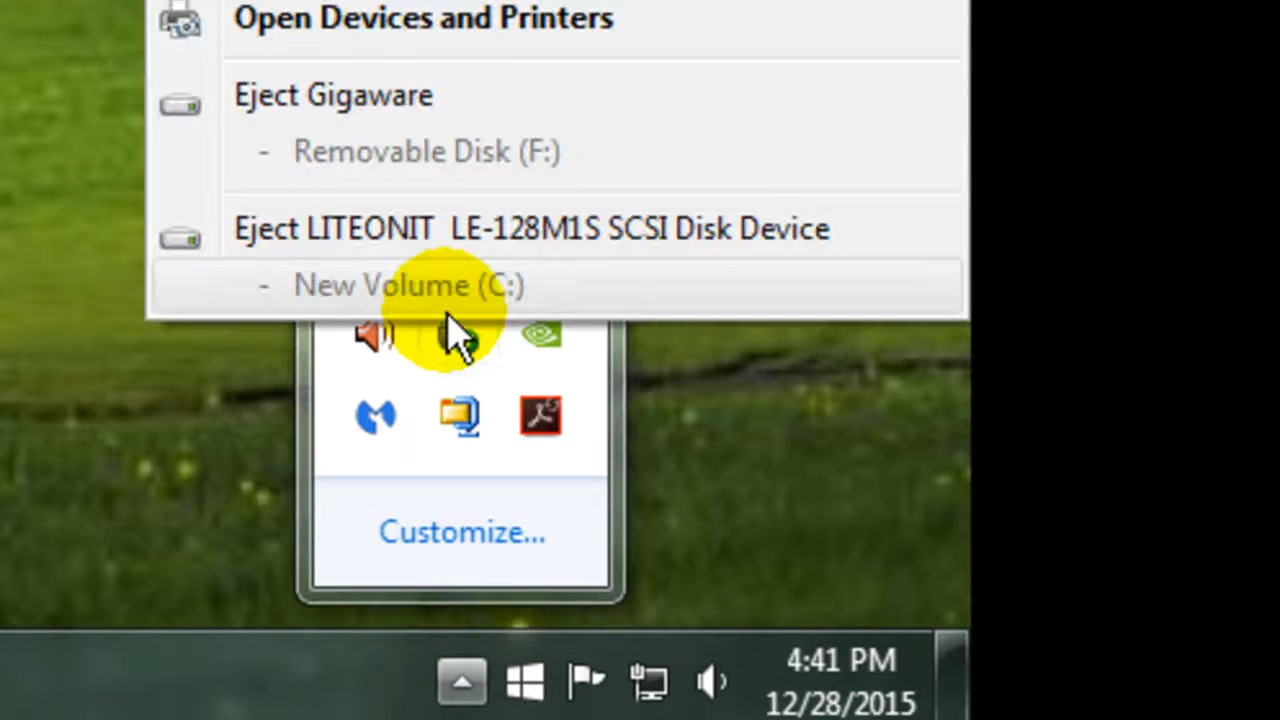 Open Devices and Printers
Eject Gigaware
- Removable Disk (F:)
Eject LITEONIT LE-128M1S SCSI Disk Device
- New Volume (C:)
Customize...
4:41 PM
12/28/2015